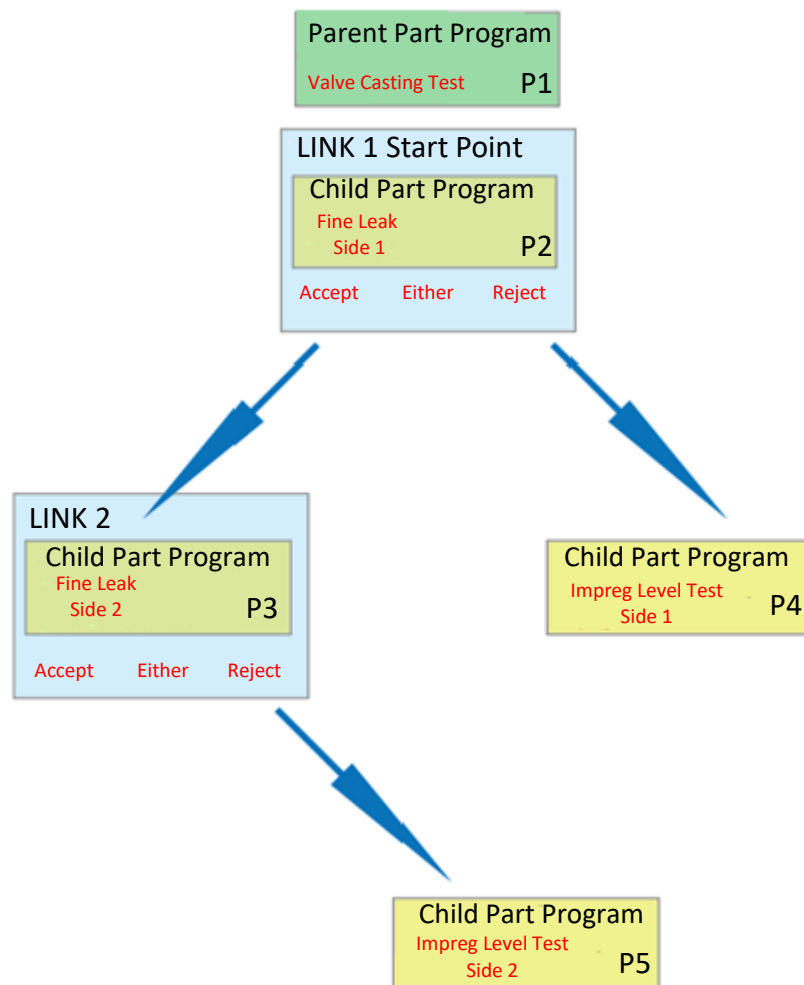 Parent Part Program
Valve Casting Test P1
LINK 1 Start Point
Child Part Program
Fine Leak
Side 1 P2
Accept Either Reject
LINK 2
Child Part Program
Fine Leak
Side 2 P3
Accept Either Reject
Child Part Program
Impreg Level Test P4
Side 1
Child Part Program
Impreg Level Test
Side 2 P5